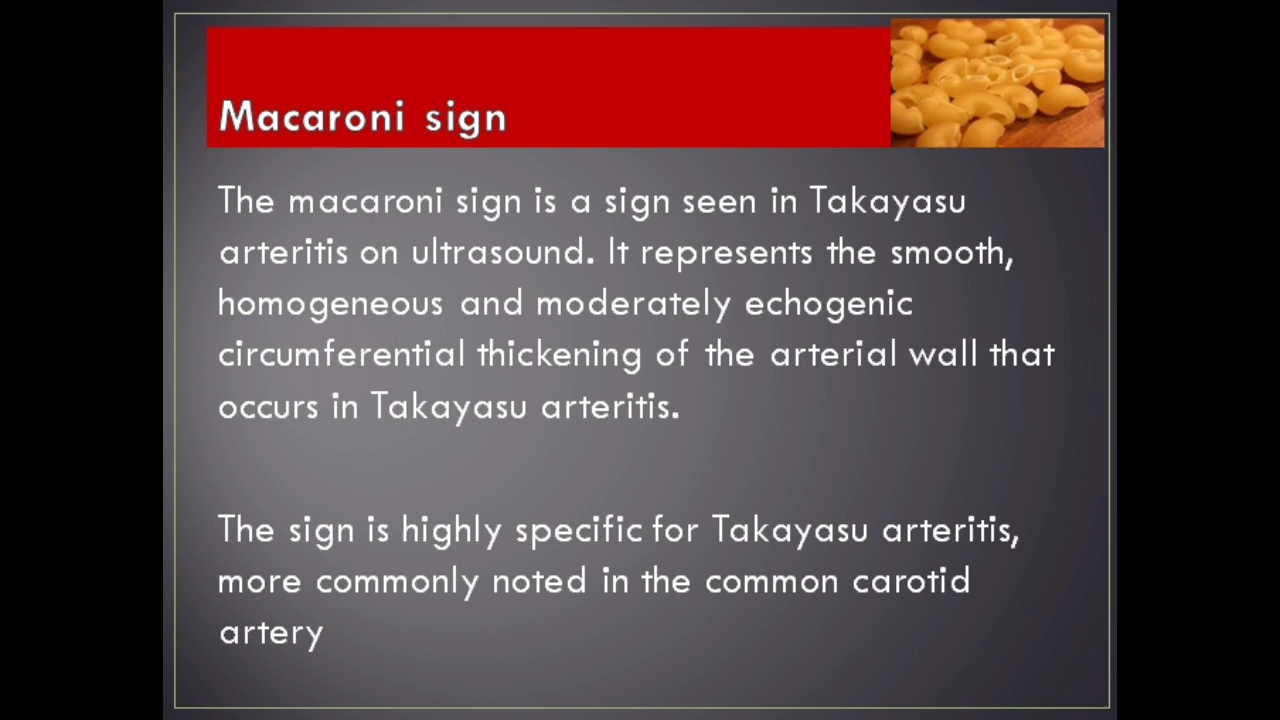 Macaroni sign
The macaroni sign is a sign seen in Takayasu
arteritis on ultrasound. It represents the smooth,
homogeneous and moderately echogenic
circumferential thickening of the arterial wall that
occurs in Takayasu arteritis.
The sign is highly specific for Takayasu arteritis,
more commonly noted in the common carotid
artery